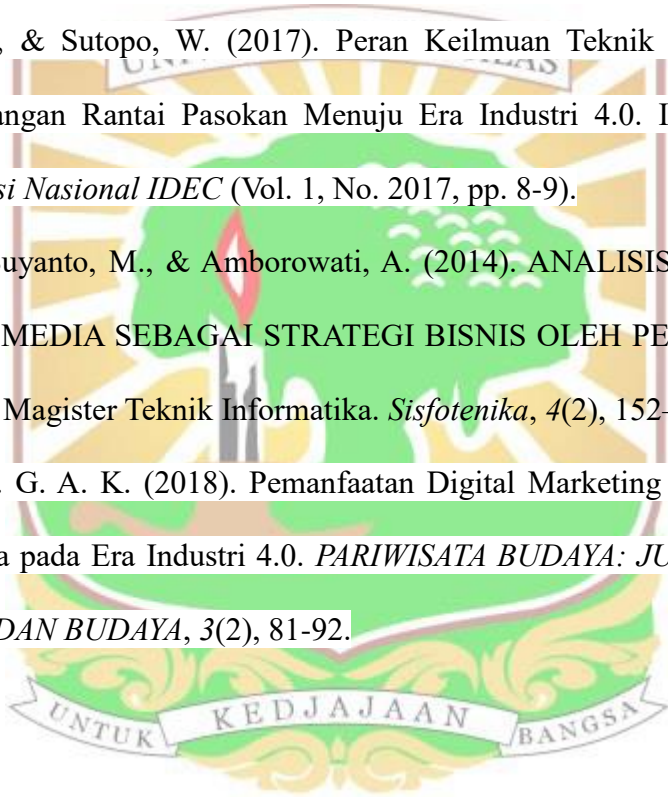 , & Sutopo, W. (2017). Peran Keilmuan Teknik
angan Rantai Pasokan Menuju Era Industri 4.0. I
si Nasional IDEC (Vol. 1, No. 2017, pp. 8-9).
uyanto, M., & Amborowati, A. (2014). ANALISIS
MEDIA SEBAGAI STRATEGI BISNIS OLEH PE
Magister Teknik Informatika. Sisfotenika, 4(2), 152-
. G. A. K. (2018). Pemanfaatan Digital Marketing
a pada Era Industri 4.0. PARIWISATA BUDAYA: JU
DAN BUDAYA, 3(2), 81-92.
UNTUK KEDJAJAAN BANGSA